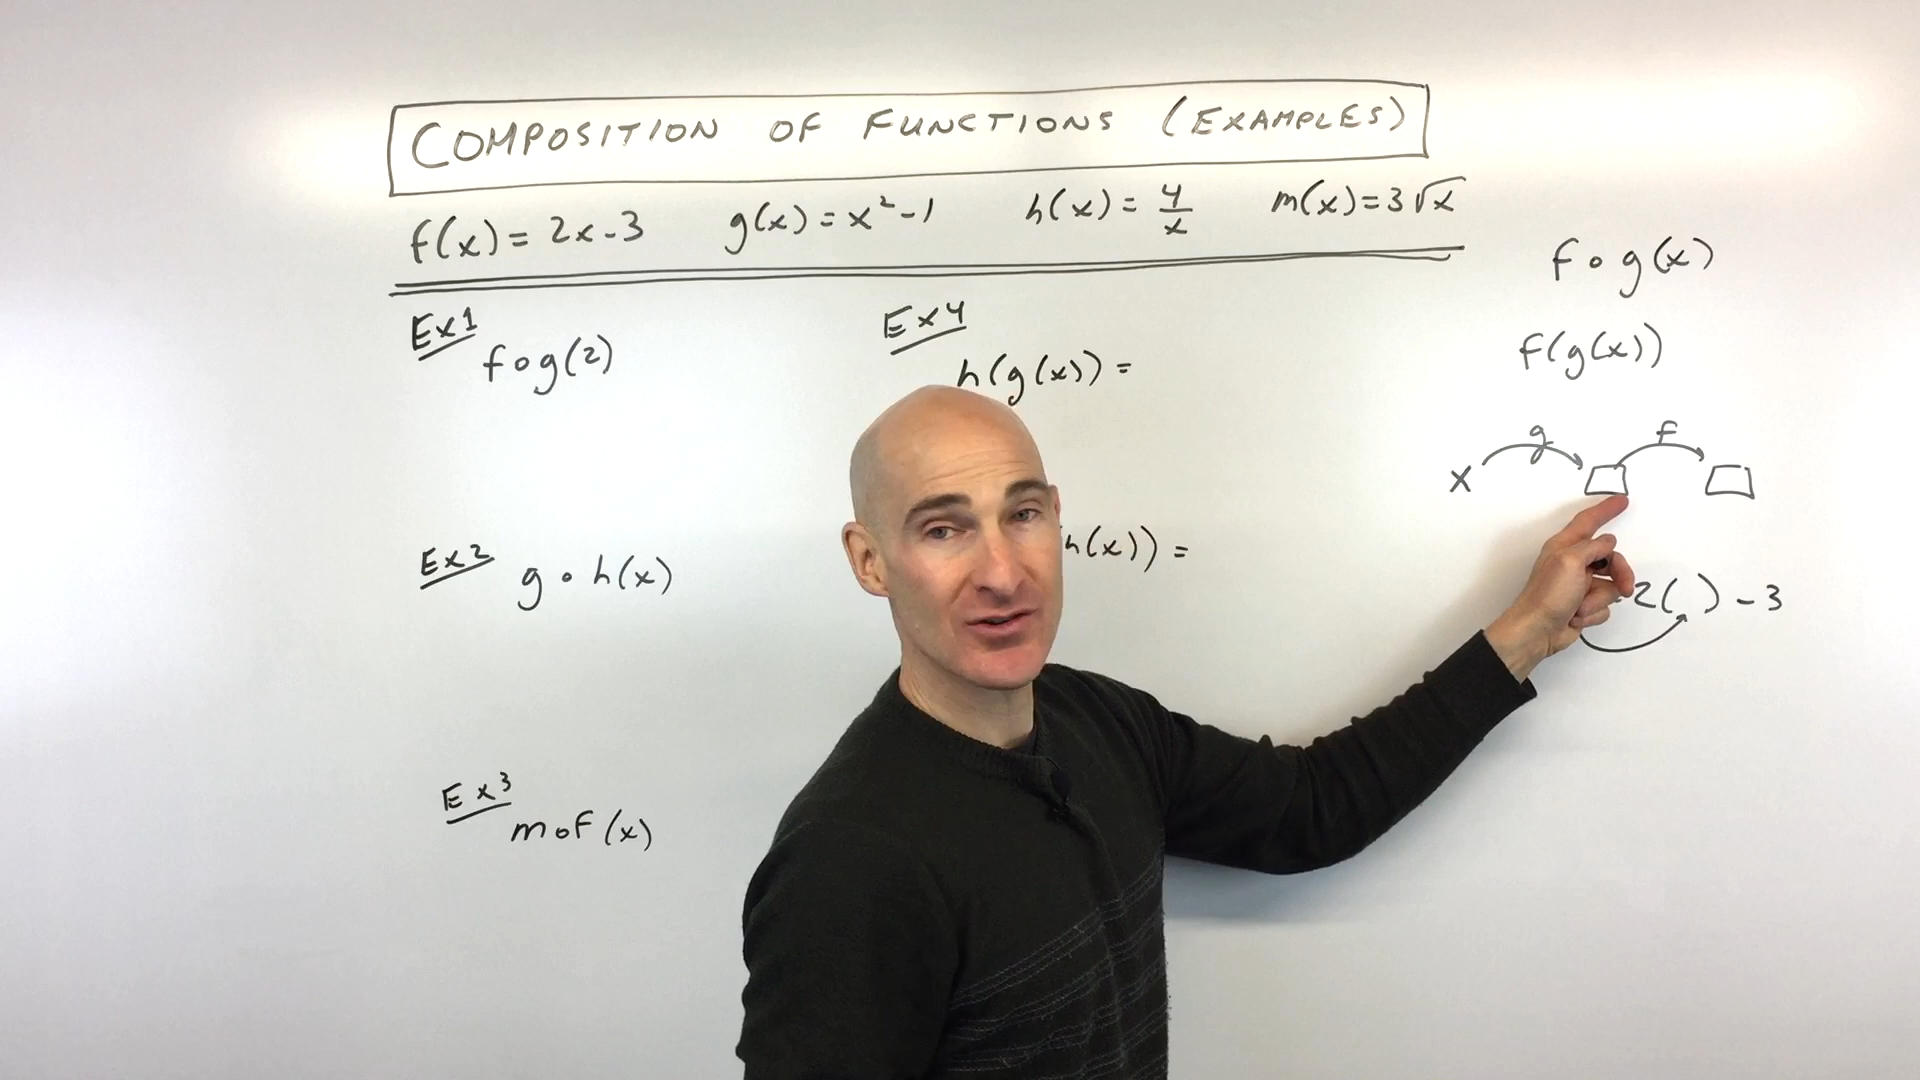 COMPOSITION OF FUNCTIONS (EXAMPLES)
f(x) = 2x - 3 g(x) = x² - 1 h(x) = 4/x m(x) = 3√x
Ex1
f∘g(2)
Ex2
g∘h(x)
Ex3
m∘f(x)
Ex4
h(g(x)) =
h(x)) =
f∘g(x)
f(g(x))
x g f
2( ) - 3